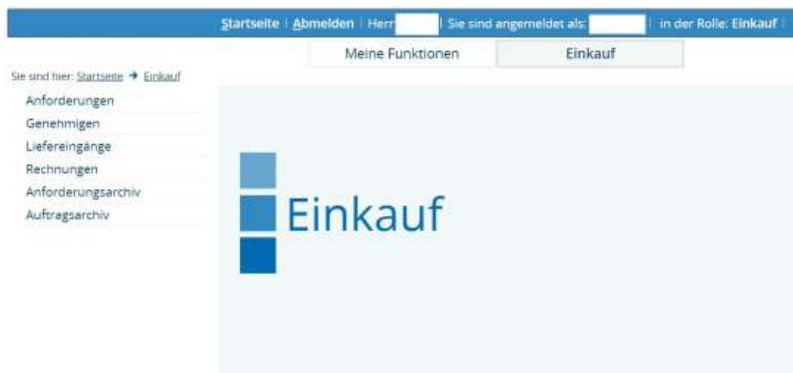 Startseite | Abmelden | Herr | Sie sind angemeldet als: | in der Rolle: Einkauf |
Meine Funktionen Einkauf
Sie sind hier: Startseite → Einkauf
Anforderungen
Genehmigen
Liefereingänge
Rechnungen
Anforderungsarchiv
Auftragsarchiv
Einkauf